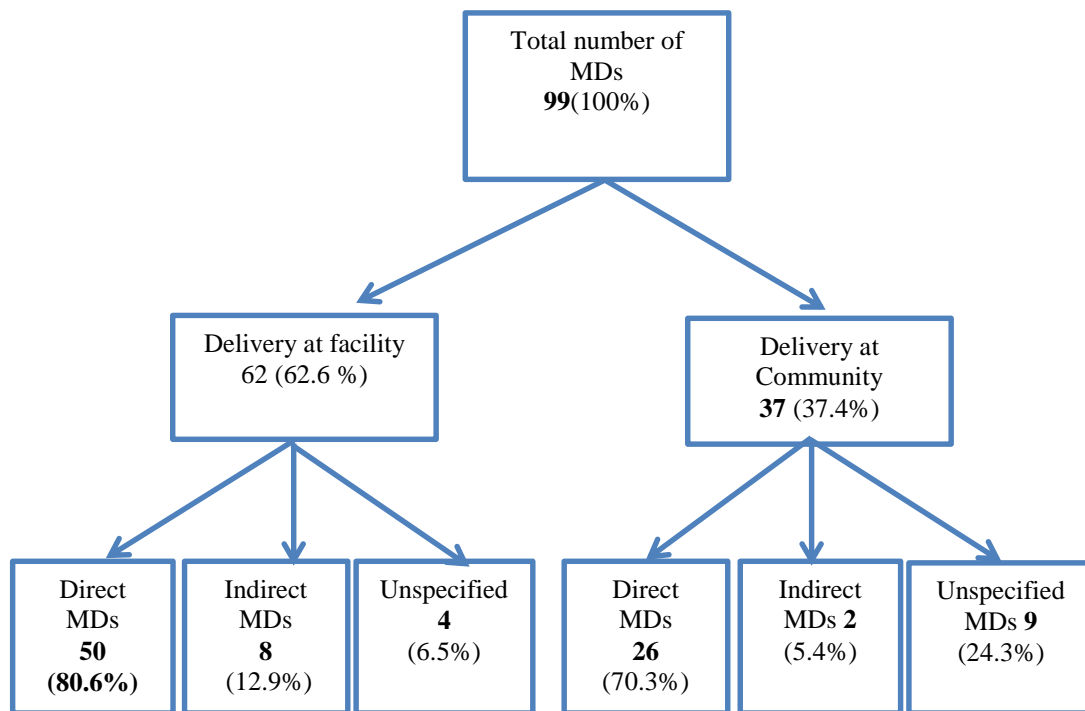 Total number of
MDs
99(100%)
Delivery at facility
62 (62.6 %)
Delivery at
Community
37 (37.4%)
Direct
MDs
50
(80.6%)
Indirect
MDs
8
(12.9%)
Unspecified
4
(6.5%)
Direct
MDs
26
(70.3%)
Indirect
MDs 2
(5.4%)
Unspecified
MDs 9
(24.3%)